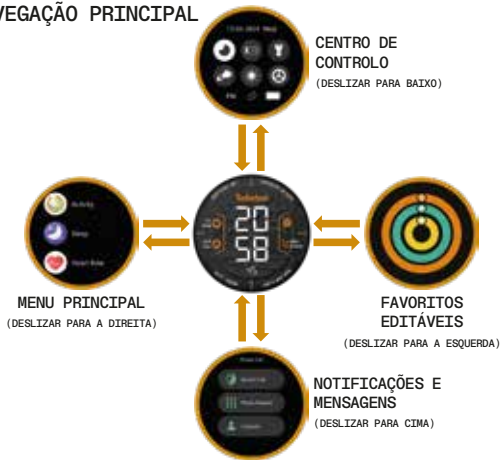 VEGAÇÃO PRINCIPAL
CENTRO DE
CONTROLO
(DESLIZAR PARA BAIXO)
Activity
Sleep
Heart Rate
20
58
MENU PRINCIPAL
(DESLIZAR PARA A DIREITA)
FAVORITOS
EDITÁVEIS
(DESLIZAR PARA A ESQUERDA)
NOTIFICAÇÕES E
MENSAGENS
(DESLIZAR PARA CIMA)